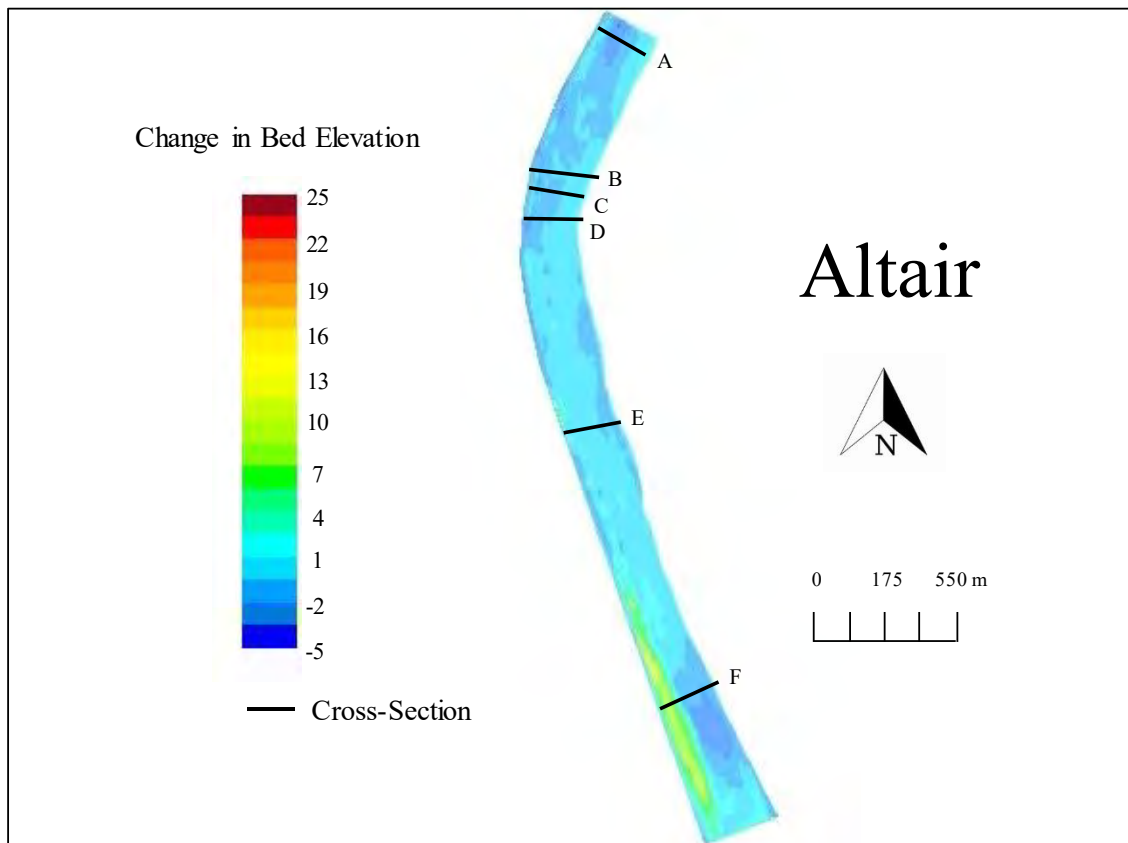 A
Change in Bed Elevation
25
22
19
16
13
10
7
4
1
-2
-5
B
C
D
Altair
N
E
0 175 550 m
F
Cross-Section